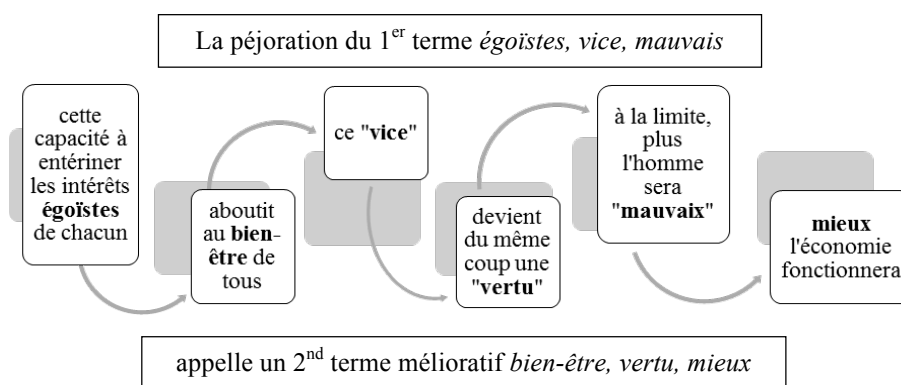 La péjoration du 1er terme égoïstes, vice, mauvais
cette
capacité à
entériner
les intérêts
égoïstes
de chacun
aboutit
au bien-
être de
tous
ce "vice"
devient
du même
coup une
"vertu"
à la limite,
plus
l'homme
sera
"mauvaix"
mieux
l'économie
fonctionnera
appelle un 2nd terme mélioratif bien-être, vertu, mieux